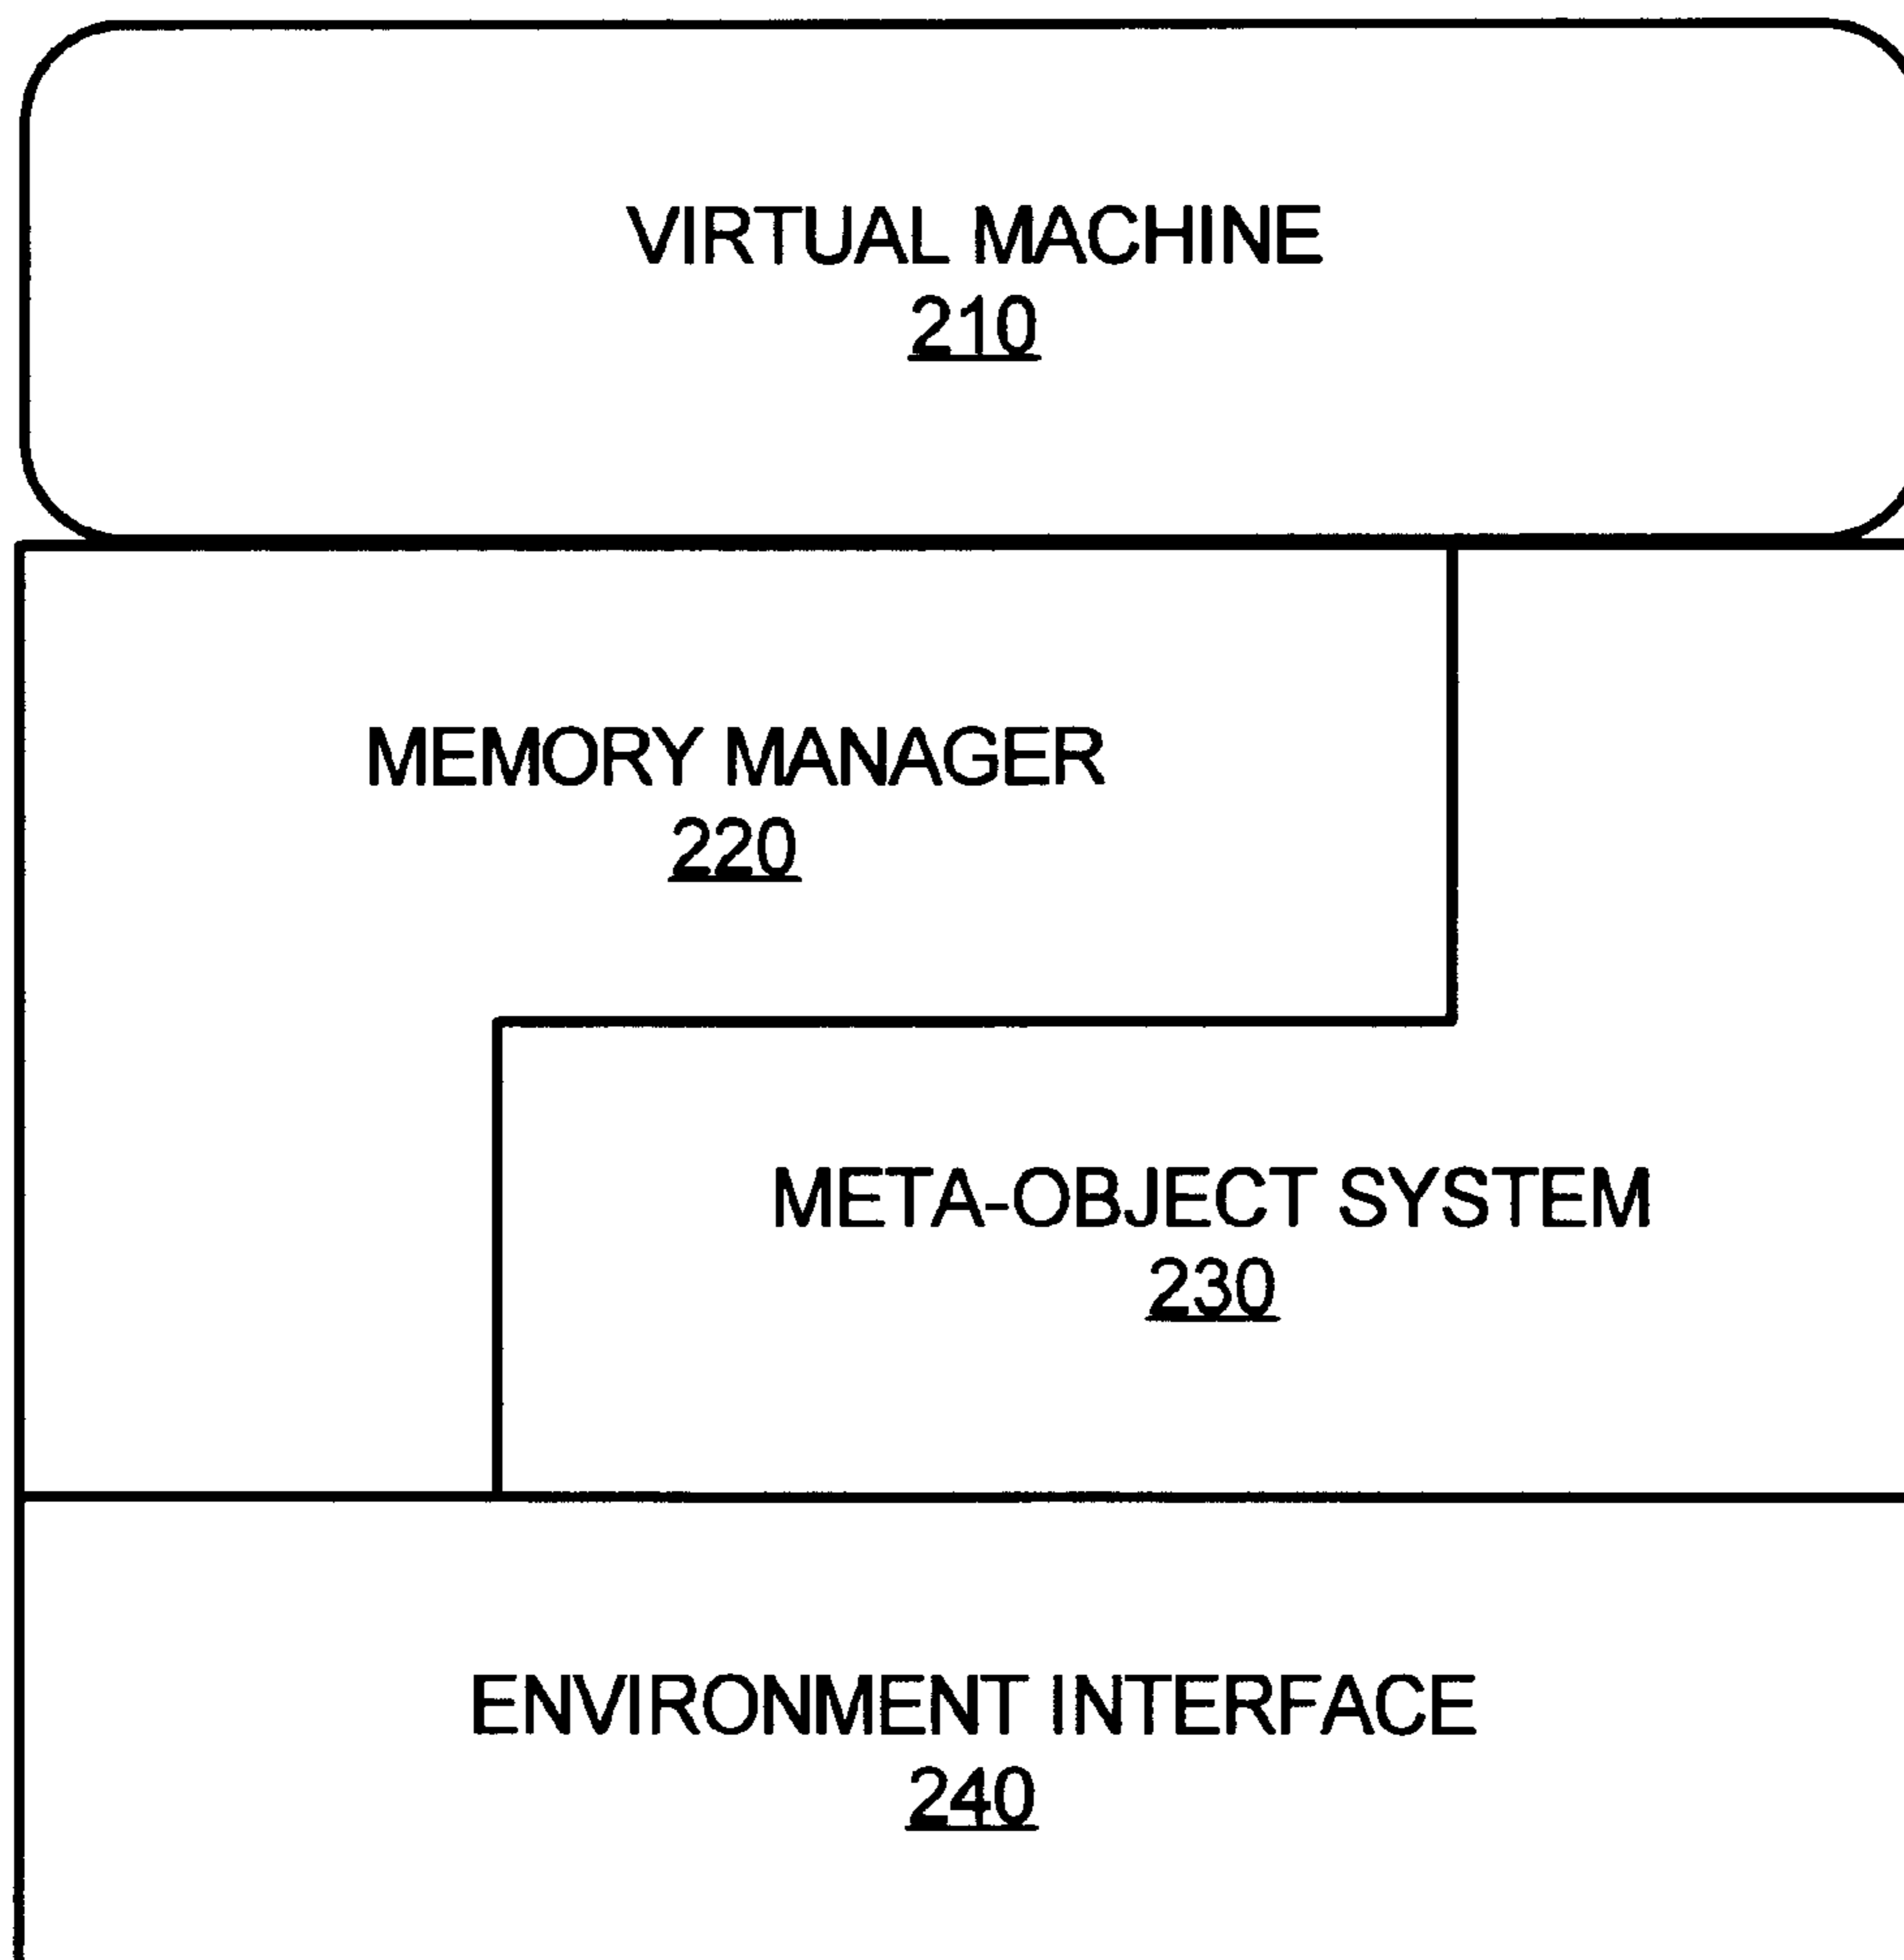 VIRTUAL MACHINE
210
MEMORY MANAGER
220
META-OBJECT SYSTEM
230
ENVIRONMENT INTERFACE
240